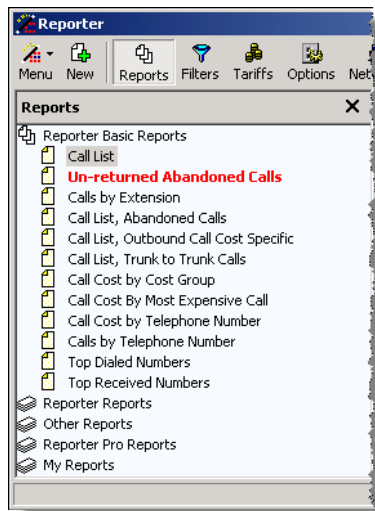 Reporter
Menu New Reports Filters Tariffs Options
Reports
Reporter Basic Reports
Call List
Un-returned Abandoned Calls
Calls by Extension
Call List, Abandoned Calls
Call List, Outbound Call Cost Specific
Call List, Trunk to Trunk Calls
Call Cost by Cost Group
Call Cost By Most Expensive Call
Call Cost by Telephone Number
Calls by Telephone Number
Top Dialed Numbers
Top Received Numbers
Reporter Reports
Other Reports
Reporter Pro Reports
My Reports